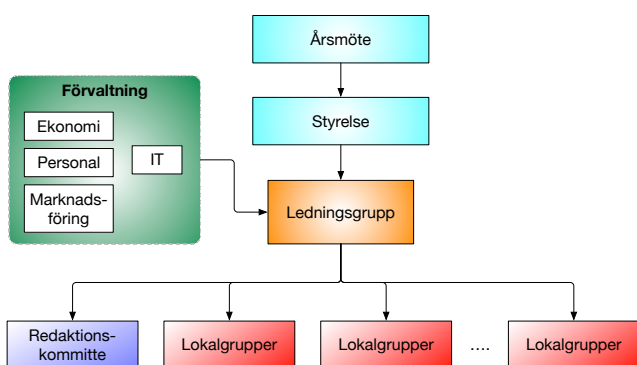 Årsmöte
Förvaltning
Ekonomi
Styrelse
Personal
IT
Marknads-
föring
Ledningsgrupp
Redaktions-
kommitte
Lokalgrupper
Lokalgrupper
....
Lokalgrupper